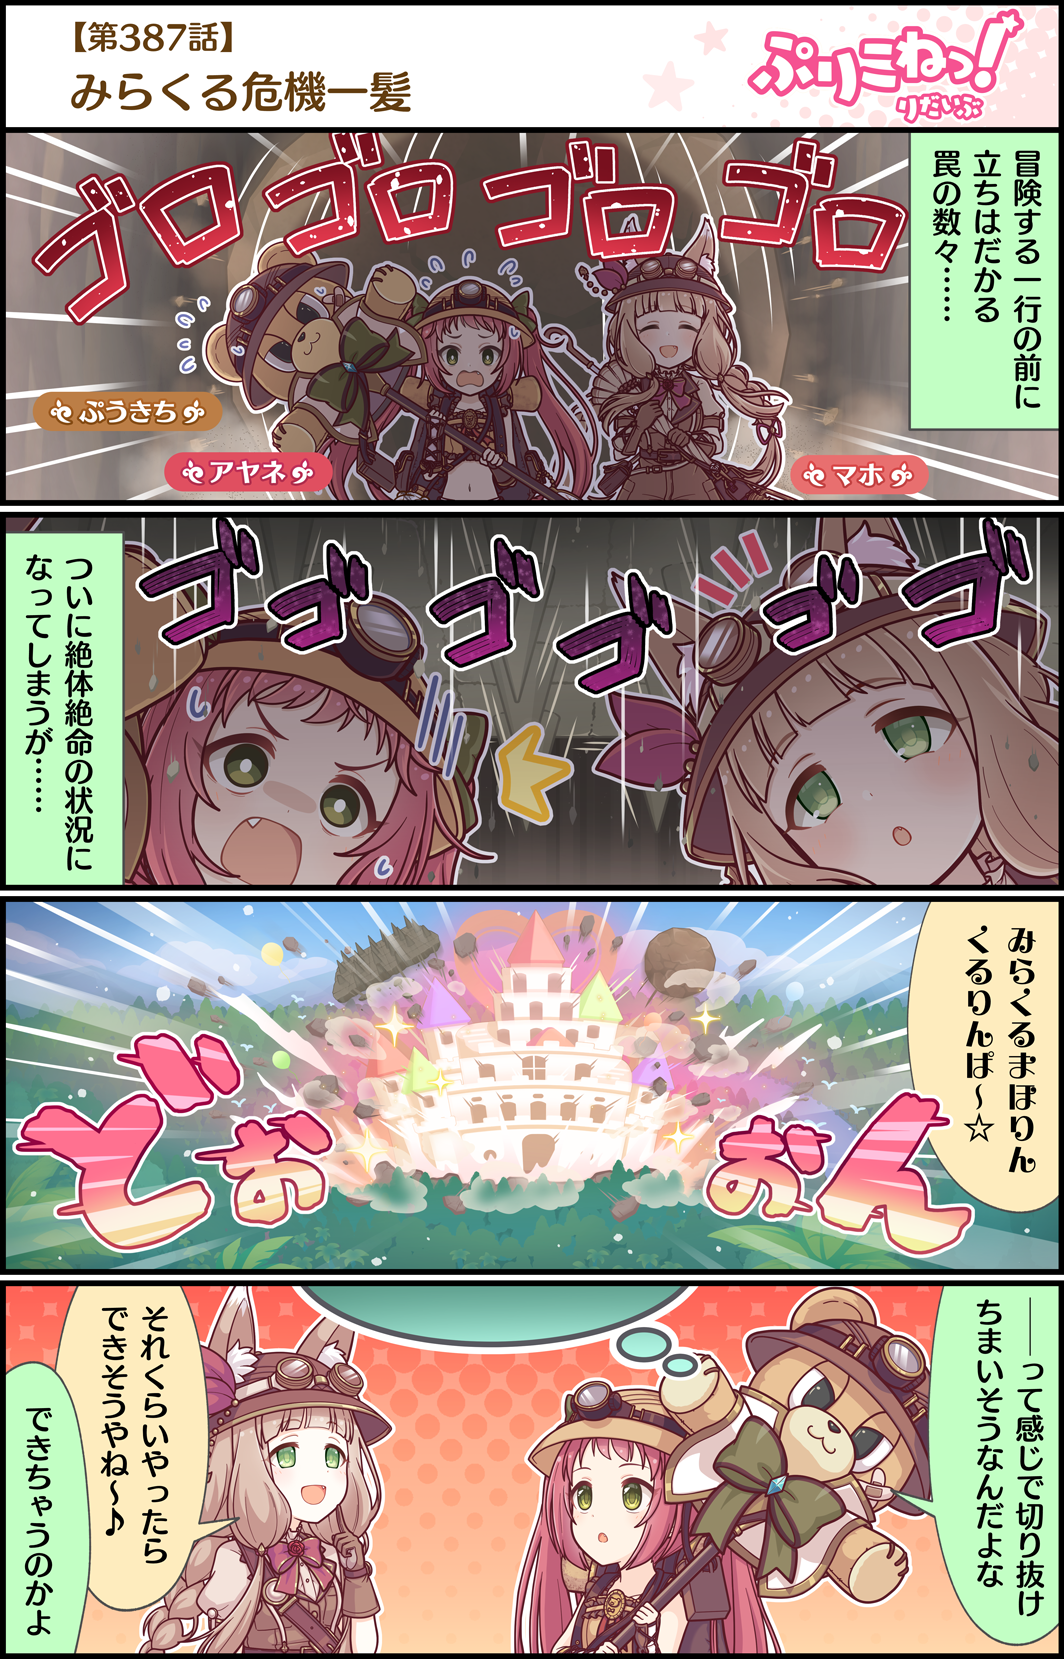 【第387話】
みらくる危機一髪
ぷりこねっ!
りだいぶ
冒険する一行の前に
立ちはだかる
罠の数々……
ゴロゴロゴロゴロ
ぷうきち
アヤネ
マホ
ついに絶体絶命の状況に
なってしまうが……
ゴゴゴゴゴゴ
みらくるまほりん
くるりんぱ～☆
どぉおん
――って感じで切り抜け
ちまいそうなんだよな
それくらいやったら
できそうやね～♪
できちゃうのかよ